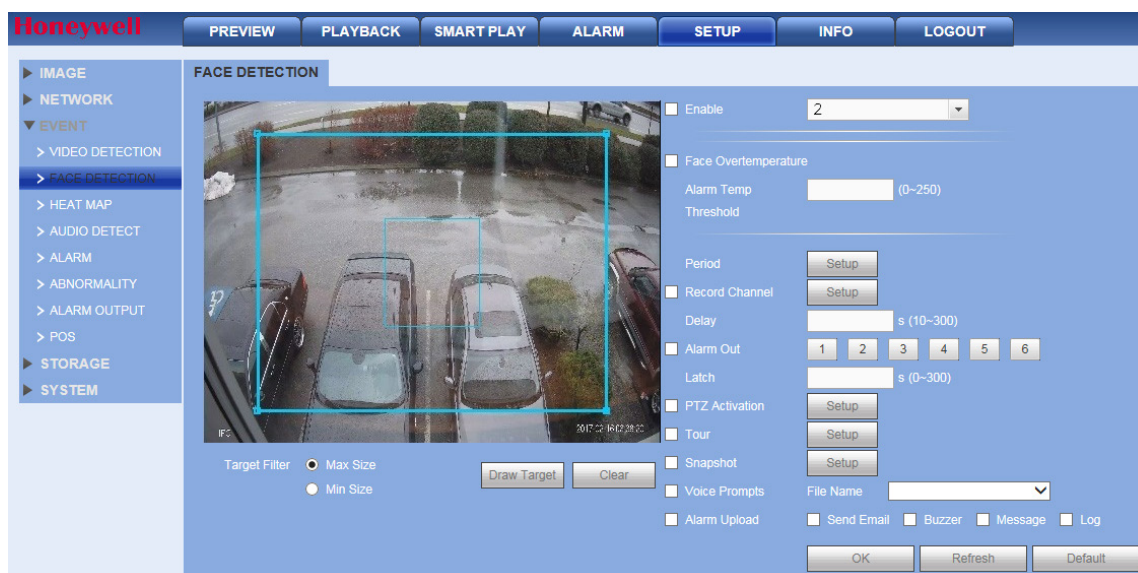 Honeywell
PREVIEW PLAYBACK SMART PLAY ALARM SETUP INFO LOGOUT
IMAGE
NETWORK
EVENT
> VIDEO DETECTION
> FACE DETECTION
> HEAT MAP
> AUDIO DETECT
> ALARM
> ABNORMALITY
> ALARM OUTPUT
> POS
STORAGE
SYSTEM
FACE DETECTION
IPC
Target Filter Max Size
Min Size
Draw Target Clear
Enable 2
Face Overtemperature
Alarm Temp (0~250)
Threshold
Period Setup
Record Channel Setup
Delay s (10~300)
Alarm Out 1 2 3 4 5 6
Latch s (0~300)
PTZ Activation Setup
Tour Setup
Snapshot Setup
Voice Prompts File Name
Alarm Upload Send Email Buzzer Message Log
OK Refresh Default